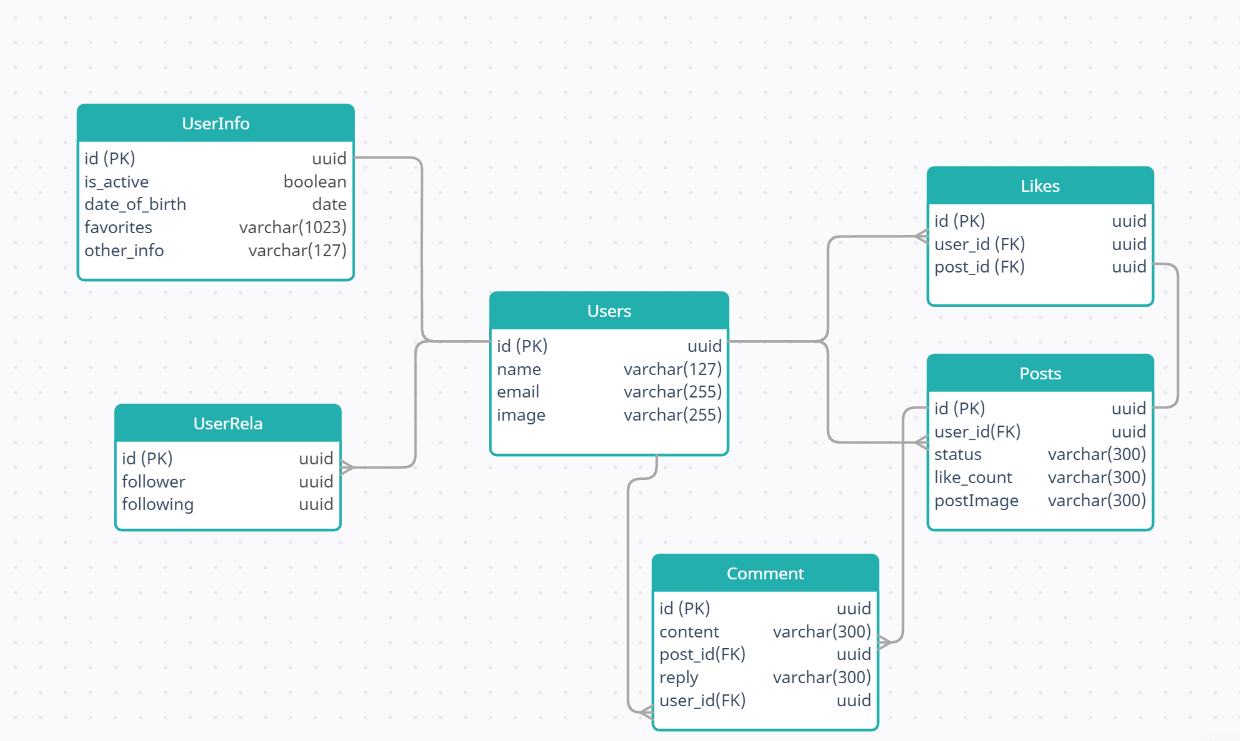 UserInfo
id (PK) uuid
is_active boolean
date_of_birth date
favorites varchar(1023)
other_info varchar(127)
Likes
id (PK) uuid
user_id (FK) uuid
post_id (FK) uuid
Users
id (PK) uuid
name varchar(127)
email varchar(255)
image varchar(255)
Posts
id (PK) uuid
user_id(FK) uuid
status varchar(300)
like_count varchar(300)
postImage varchar(300)
UserRela
id (PK) uuid
follower uuid
following uuid
Comment
id (PK) uuid
content varchar(300)
post_id(FK) uuid
reply varchar(300)
user_id(FK) uuid